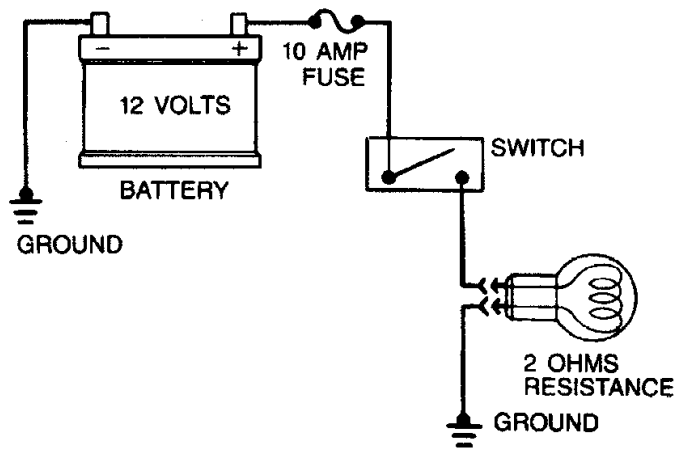 − +
10 AMP
FUSE
12 VOLTS
BATTERY
SWITCH
GROUND
2 OHMS
RESISTANCE
GROUND